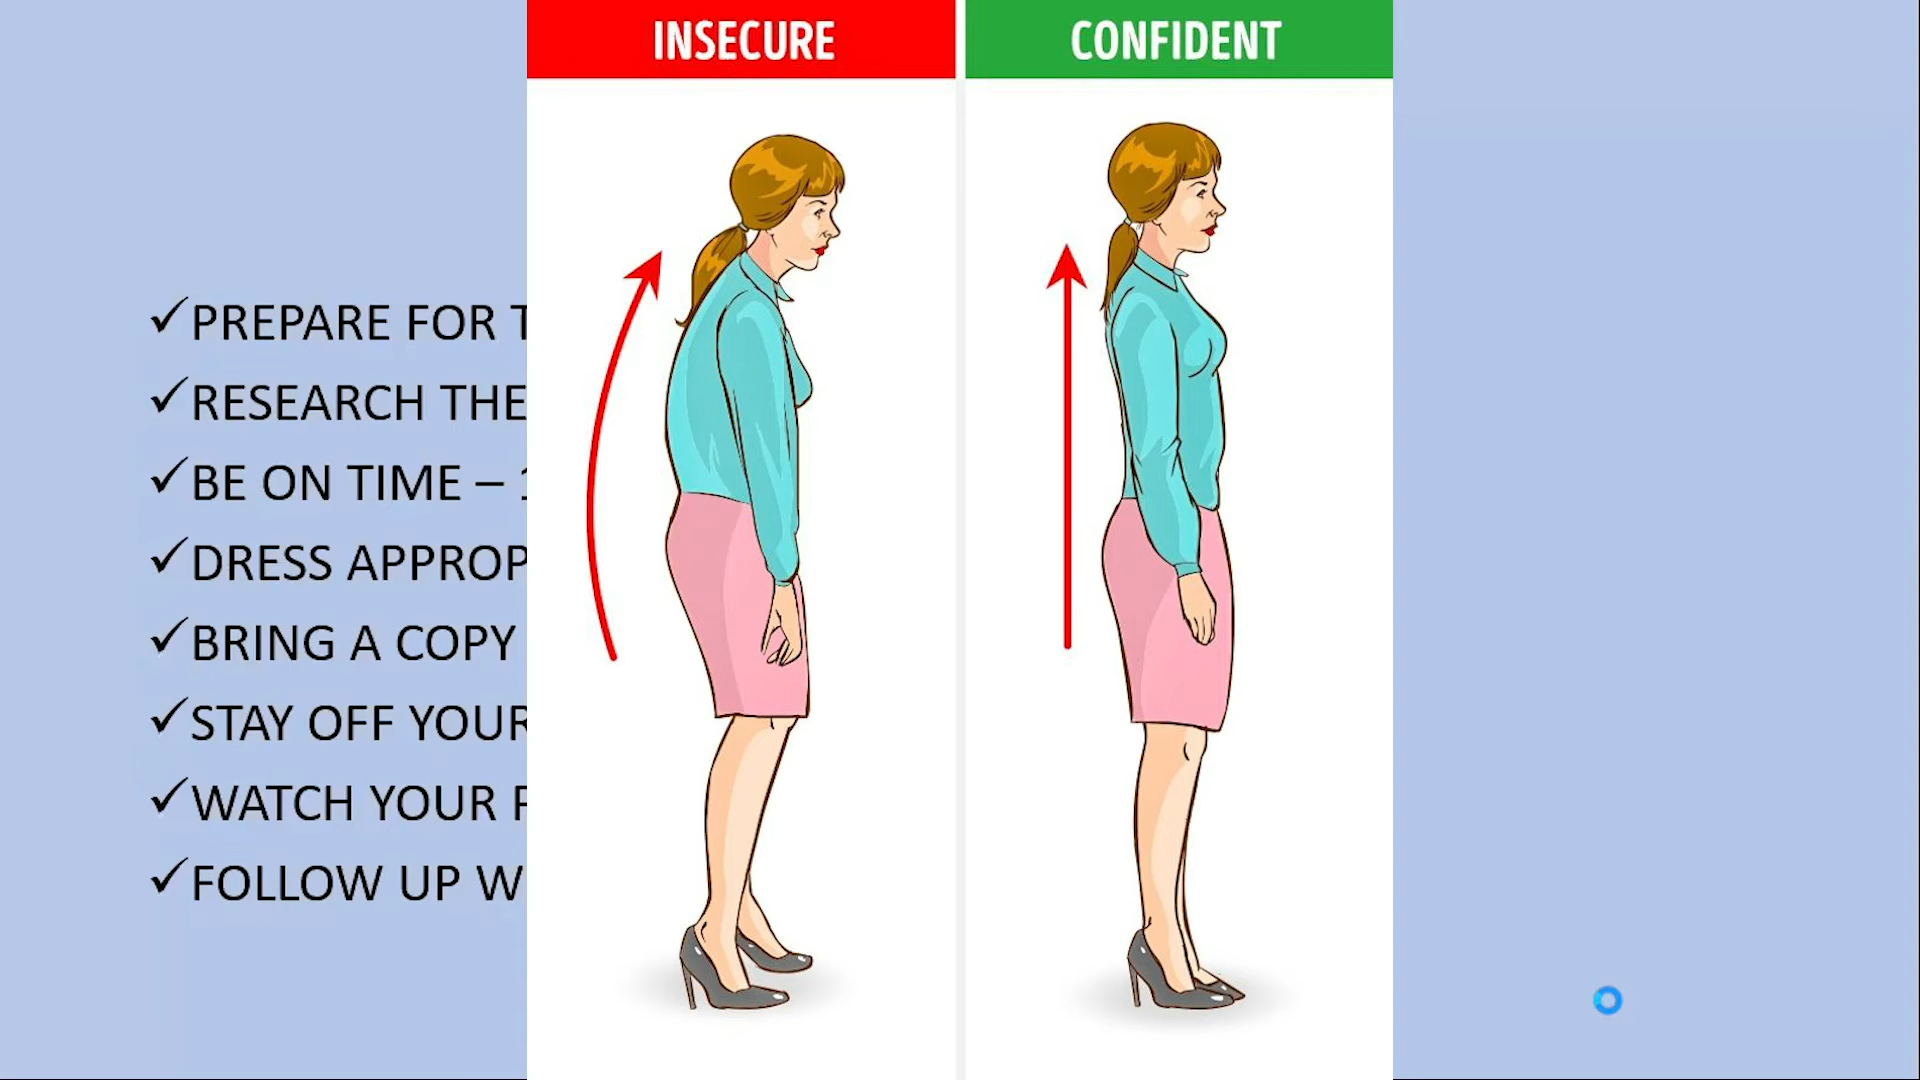 INSECURE
CONFIDENT
✓PREPARE FOR
✓RESEARCH THE
✓BE ON TIME –
✓DRESS APPROP
✓BRING A COPY
✓STAY OFF YOUR
✓WATCH YOUR
✓FOLLOW UP W